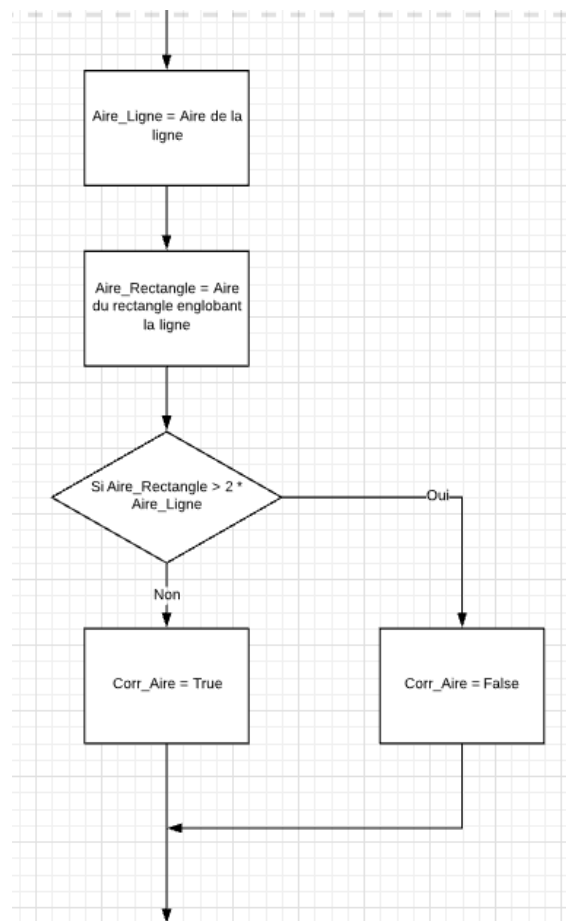 Aire_Ligne = Aire de la
ligne
Aire_Rectangle = Aire
du rectangle englobant
la ligne
Si Aire_Rectangle > 2 *
Aire_Ligne
Oui
Non
Corr_Aire = True
Corr_Aire = False